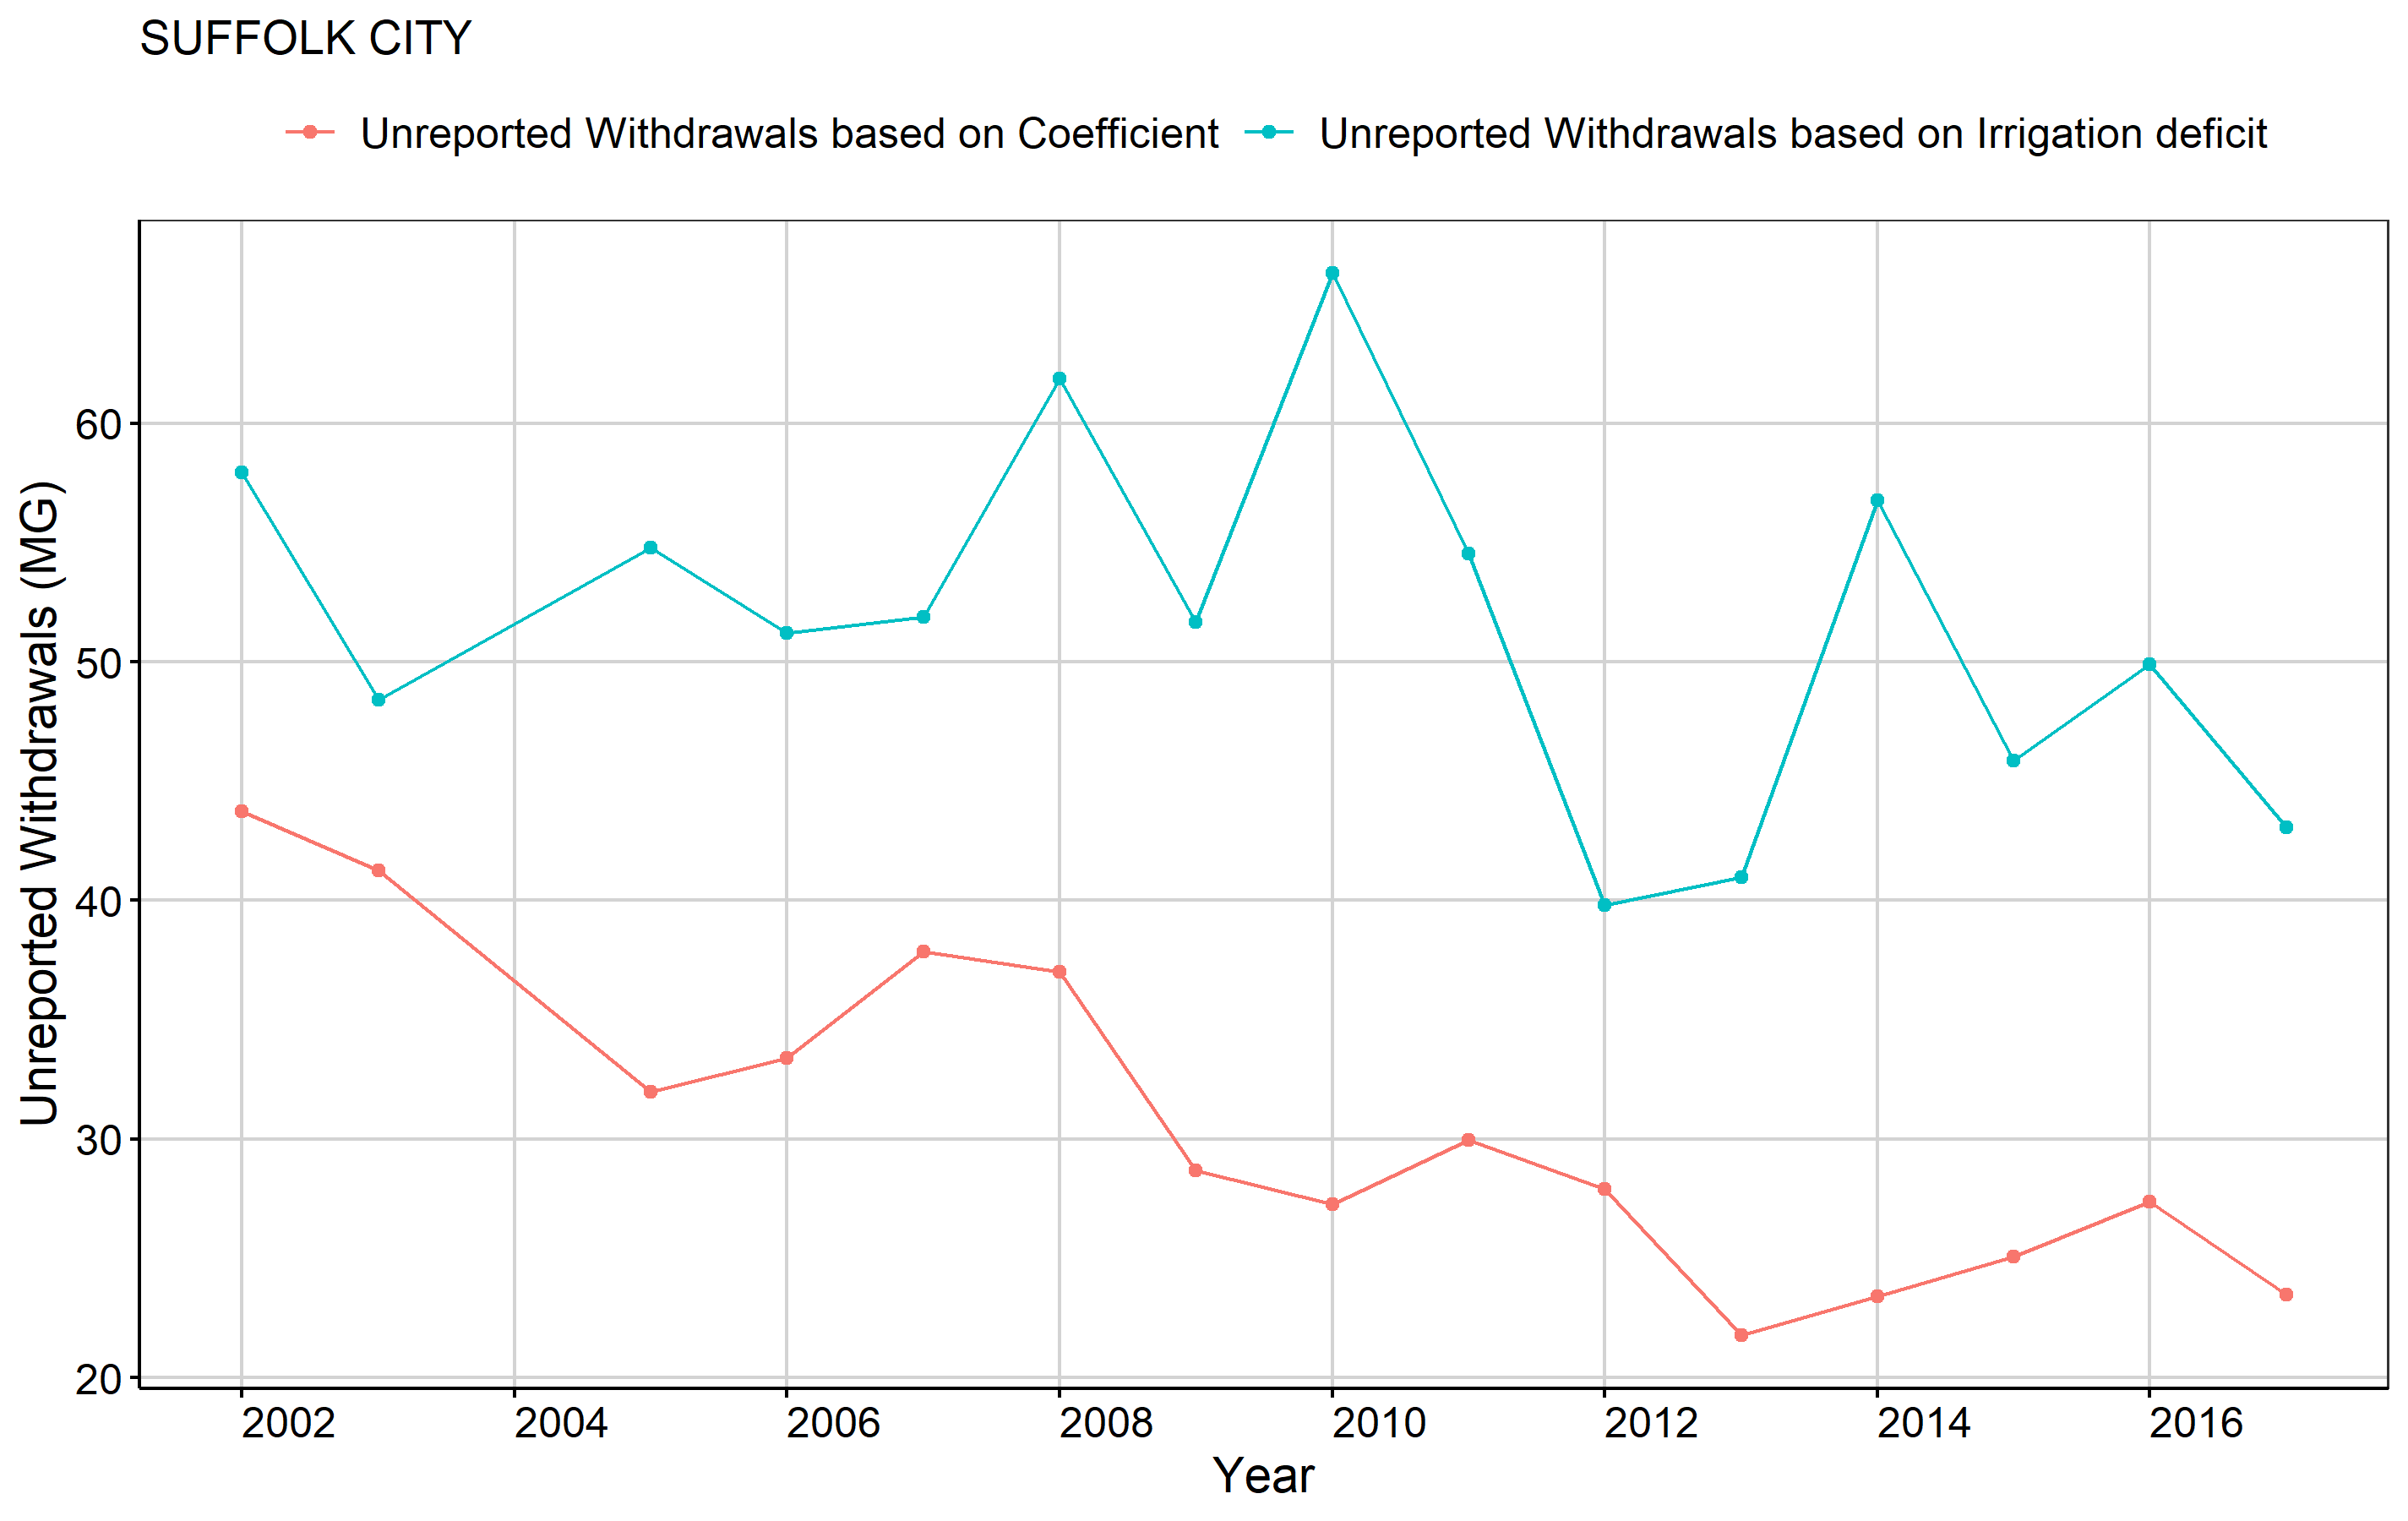 SUFFOLK CITY
Unreported Withdrawals based on Coefficient Unreported Withdrawals based on Irrigation deficit
Unreported Withdrawals (MG)
60
50
40
30
20
2002 2004 2006 2008 2010 2012 2014 2016
Year